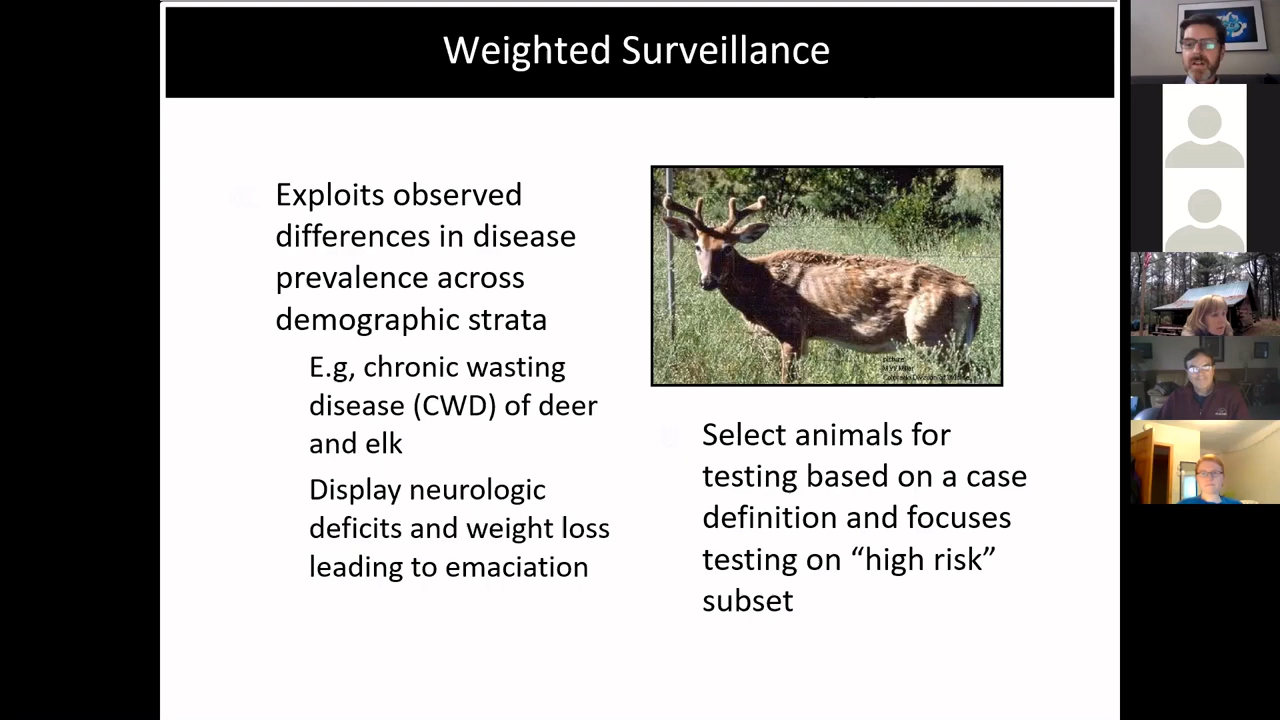 Weighted Surveillance
Exploits observed
differences in disease
prevalence across
demographic strata
E.g, chronic wasting
disease (CWD) of deer
and elk
Display neurologic
deficits and weight loss
leading to emaciation
picture:
Select animals for
testing based on a case
definition and focuses
testing on “high risk”
subset